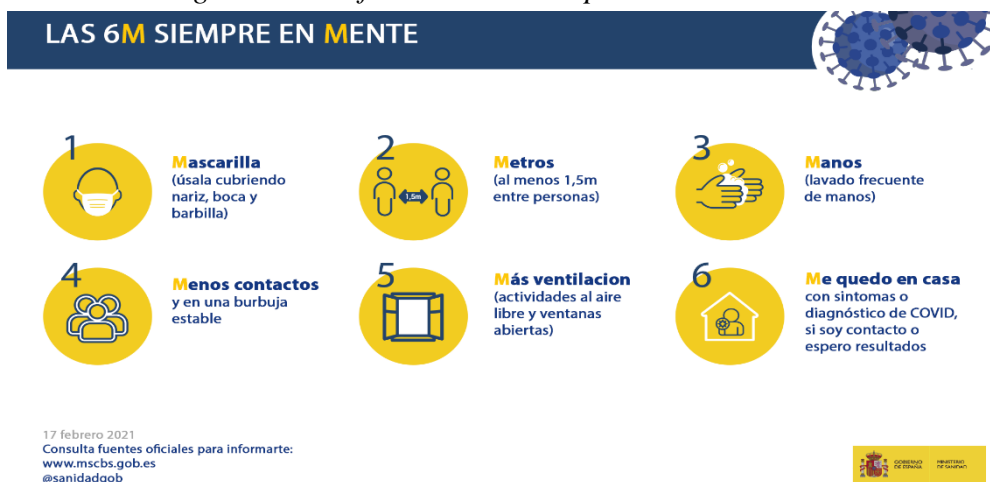 LAS 6M SIEMPRE EN MENTE
1
Mascarilla
(úsala cubriendo
nariz, boca y
barbilla)
2
1,5m
Metros
(al menos 1,5m
entre personas)
3
Manos
(lavado frecuente
de manos)
4
Menos contactos
y en una burbuja
estable
5
Más ventilacion
(actividades al aire
libre y ventanas
abiertas)
6
Me quedo en casa
con sintomas o
diagnóstico de COVID,
si soy contacto o
espero resultados
17 febrero 2021
Consulta fuentes oficiales para informarte:
www.mscbs.gob.es
@sanidadgob
GOBIERNO
DE ESPAÑA
MINISTERIO
DE SANIDAD